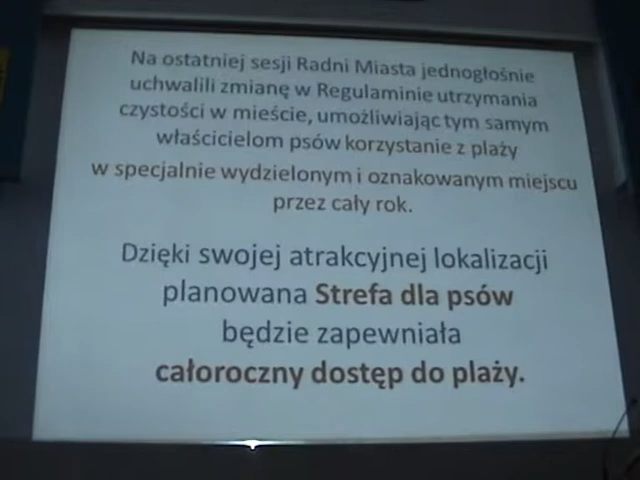 Na ostatniej sesji Radni Miasta jednogłośnie
uchwalili zmianę w Regulaminie utrzymania
czystości w mieście, umożliwiając tym samym
właścicielom psów korzystanie z plaży
w specjalnie wydzielonym i oznakowanym miejscu
przez cały rok.
Dzięki swojej atrakcyjnej lokalizacji
planowana Strefa dla psów
będzie zapewniała
całoroczny dostęp do plaży.